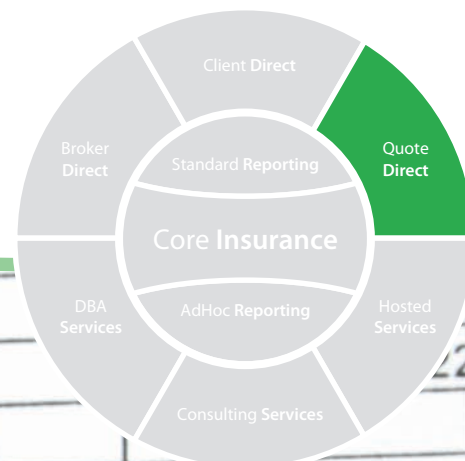 Client Direct
Broker
Direct
Quote
Direct
Standard Reporting
Core Insurance
AdHoc Reporting
DBA
Services
Hosted
Services
Consulting Services